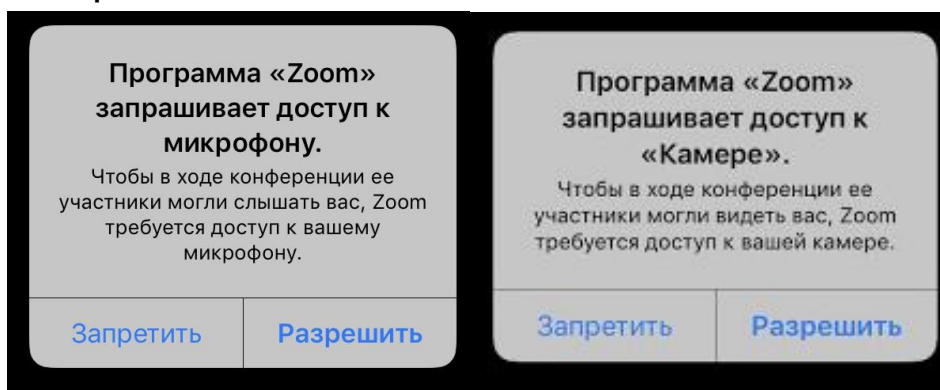 Программа «Zoom»
запрашивает доступ к
микрофону.
Чтобы в ходе конференции ее
участники могли слышать вас, Zoom
требуется доступ к вашему
микрофону.
Запретить
Разрешить
Программа «Zoom»
запрашивает доступ к
«Камере».
Чтобы в ходе конференции ее
участники могли видеть вас, Zoom
требуется доступ к вашей камере.
Запретить
Разрешить